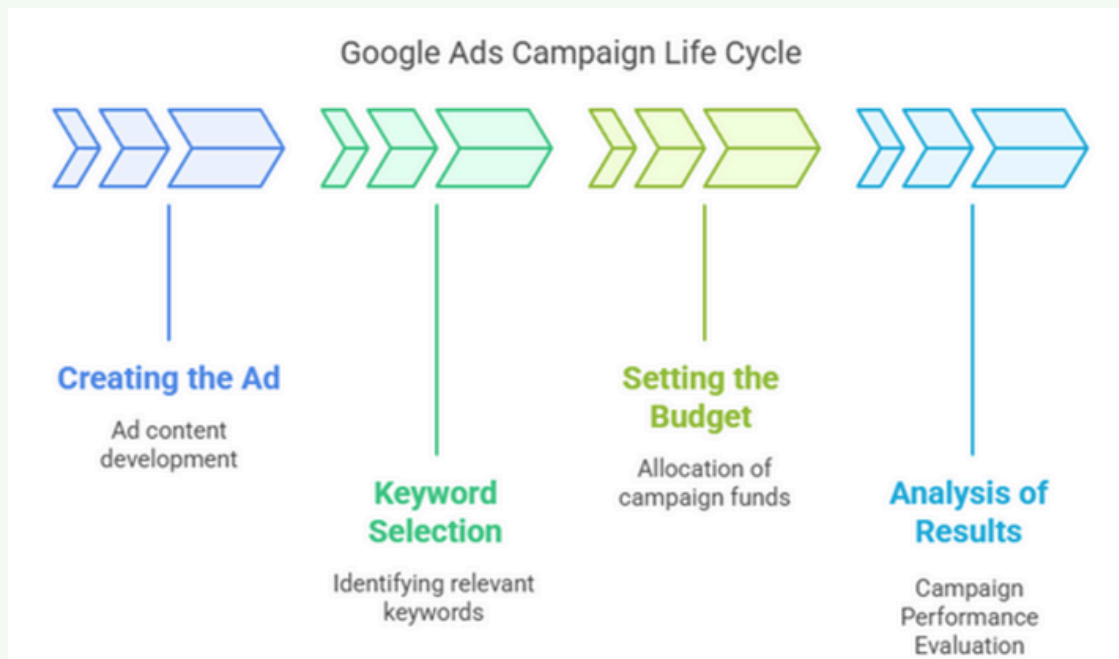 Google Ads Campaign Life Cycle
Creating the Ad
Ad content
development
Keyword
Selection
Identifying relevant
keywords
Setting the
Budget
Allocation of
campaign funds
Analysis of
Results
Campaign
Performance
Evaluation